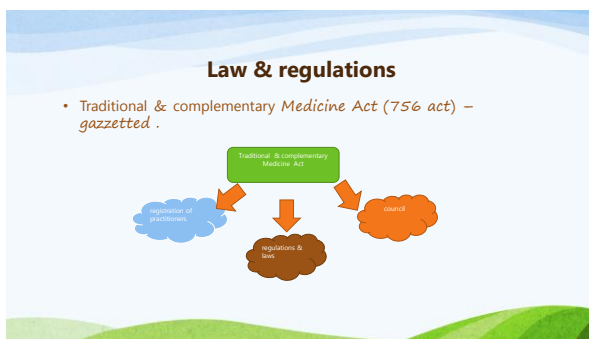 Law & regulations
• Traditional & complementary Medicine Act (756 act) –
gazzetted .
Traditional & complementary
Medicine Act
registration of
practitioners
council
regulations &
laws